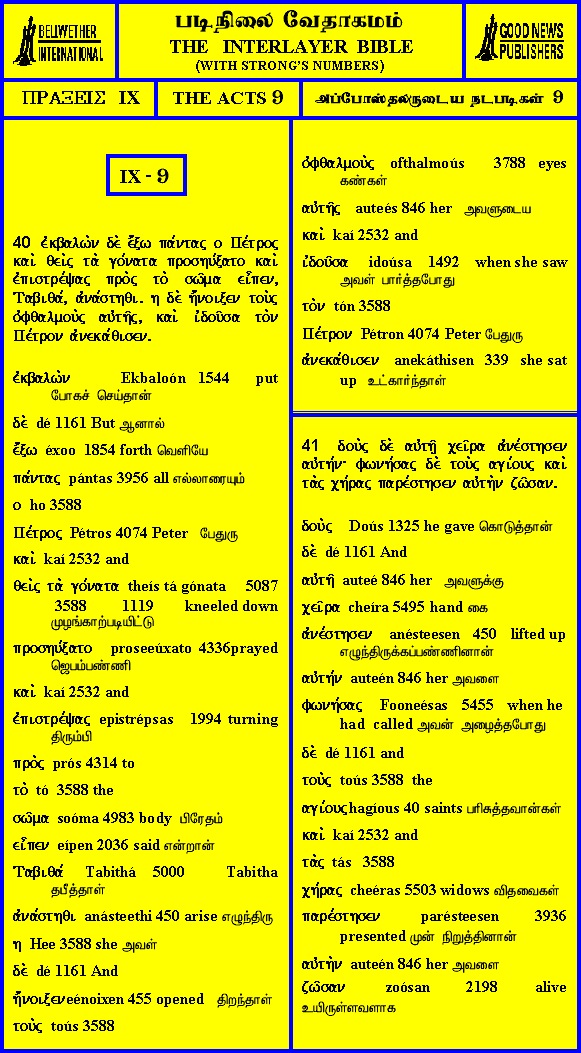 BELLWETHER
INTERNATIONAL
படிநிலை வேதாகமம்
THE INTERLAYER BIBLE
(WITH STRONG'S NUMBERS)
GOOD NEWS
PUBLISHERS
ΠΡΑΞΕΙΣ IX
THE ACTS 9
அப்போஸ்தலருடைய நடபடிகள் 9
IX - 9
40 ἐκβαλὼν δὲ ἔξω πάντας ο Πέτρος
καὶ θεὶς τὰ γόνατα προσηύξατο καὶ
ἐπιστρέψας πρὸς τὸ σῶμα εἶπεν,
Ταβιθά, ἀνάστηθι. η δὲ ἤνοιξεν τοὺς
ὀφθαλμοὺς αὐτῆς, καὶ ἰδοῦσα τὸν
Πέτρον ἀνεκάθισεν.
ἐκβαλὼν Ekbaloón 1544 put
போகச் செய்தான்
δὲ dé 1161 But ஆனால்
ἔξω éxoo 1854 forth வெளியே
πάντας pántas 3956 all எல்லாரையும்
ο ho 3588
Πέτρος Pétros 4074 Peter பேதுரு
καὶ kaí 2532 and
θεὶς τὰ γόνατα theís tá gónata 5087
3588 1119 kneeled down
முழங்காற்படியிட்டு
προσηύξατο proseeúxato 4336prayed
ஜெபம்பண்ணி
καὶ kaí 2532 and
ἐπιστρέψας epistrépsas 1994 turning
திரும்பி
πρὸς prós 4314 to
τὸ tó 3588 the
σῶμα soóma 4983 body பிரேதம்
εἶπεν eípen 2036 said என்றான்
Ταβιθά Tabithá 5000 Tabitha
தபீத்தாள்
ἀνάστηθι anásteethi 450 arise எழுந்திரு
η Hee 3588 she அவள்
δὲ dé 1161 And
ἤνοιξεν eénoixen 455 opened திறந்தாள்
τοὺς toús 3588
ὀφθαλμοὺς ofthalmoús 3788 eyes
கண்கள்
αὐτῆς auteés 846 her அவளுடைய
καὶ kaí 2532 and
ἰδοῦσα idoúsa 1492 when she saw
அவள் பார்த்தபோது
τὸν tón 3588
Πέτρον Pétron 4074 Peter பேதுரு
ἀνεκάθισεν anekáthisen 339 she sat
up உட்கார்ந்தாள்
41 δοὺς δὲ αὐτῇ χεῖρα ἀνέστησεν
αὐτήν· φωνήσας δὲ τοὺς αγίους καὶ
τὰς χήρας παρέστησεν αὐτὴν ζῶσαν.
δοὺς Doús 1325 he gave கொடுத்தான்
δὲ dé 1161 And
αὐτῇ auteé 846 her அவளுக்கு
χεῖρα cheíra 5495 hand கை
ἀνέστησεν anésteesen 450 lifted up
எழுந்திருக்கப்பண்ணினான்
αὐτήν auteén 846 her அவளை
φωνήσας Fooneésas 5455 when he
had called அவன் அழைத்தபோது
δὲ dé 1161 and
τοὺς toús 3588 the
αγίους hagíous 40 saints பரிசுத்தவான்கள்
καὶ kaí 2532 and
τὰς tás 3588
χήρας cheéras 5503 widows விதவைகள்
παρέστησεν parésteesen 3936
presented முன் நிறுத்தினான்
αὐτὴν auteén 846 her அவளை
ζῶσαν zoósan 2198 alive
உயிருள்ளவளாக